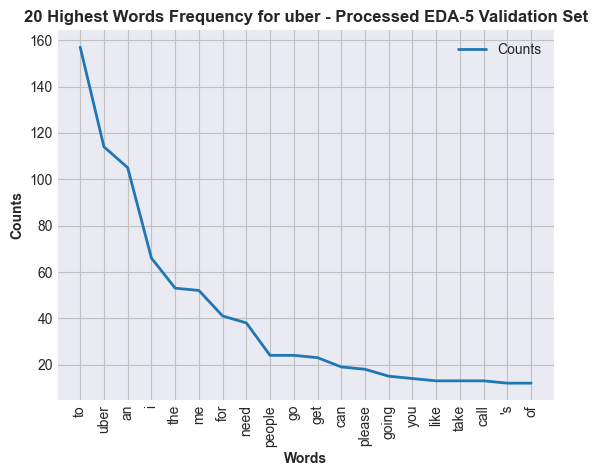 20 Highest Words Frequency for uber - Processed EDA-5 Validation Set
Counts
160
140
120
100
80
60
40
20
Counts
to
uber
an
i
the
me
for
need
people
go
get
can
please
going
you
like
take
call
's
of
Words